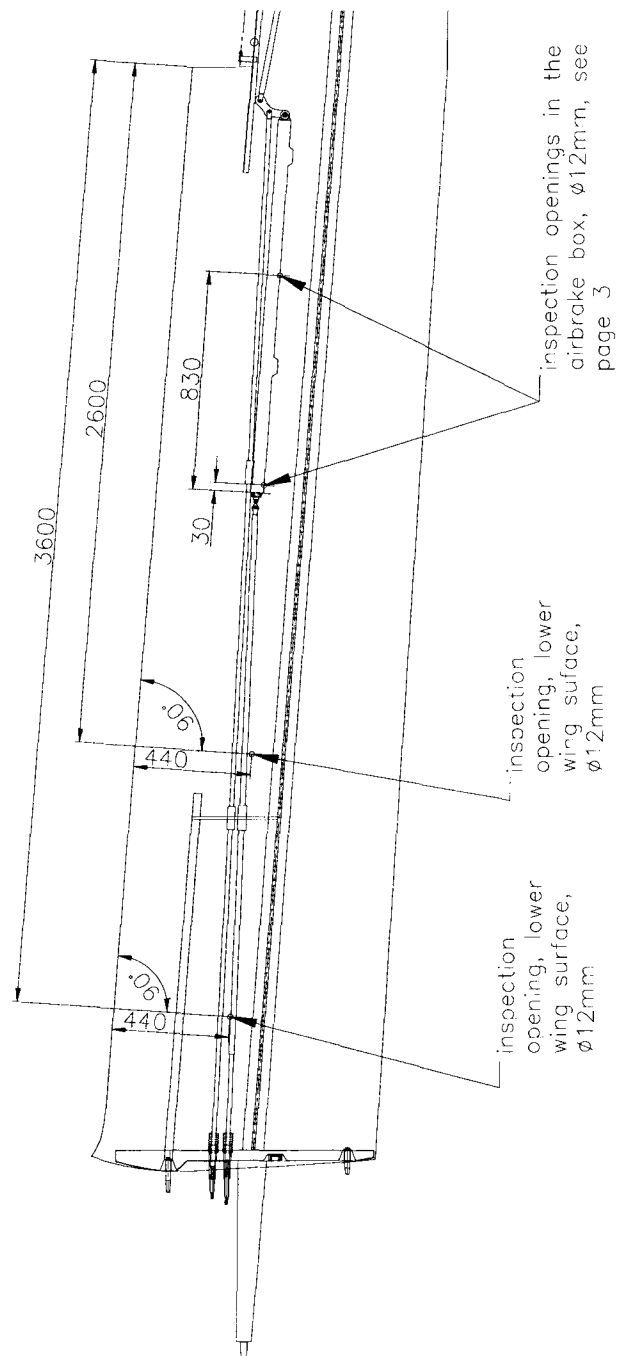 3600
2600
830
30
90°
440
90°
440
inspection
opening, lower
wing surface,
ø12mm
inspection
opening, lower
wing suface,
ø12mm
inspection openings in the
airbrake box, ø12mm, see
page 3